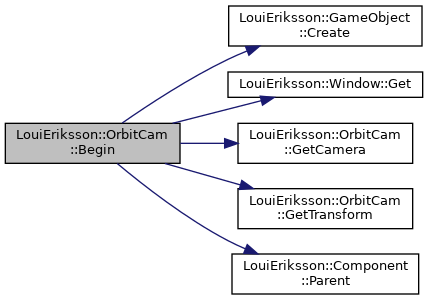 LouiEriksson::GameObject
::Create
LouiEriksson::Window::Get
LouiEriksson::OrbitCam
::Begin
LouiEriksson::OrbitCam
::GetCamera
LouiEriksson::OrbitCam
::GetTransform
LouiEriksson::Component
::Parent